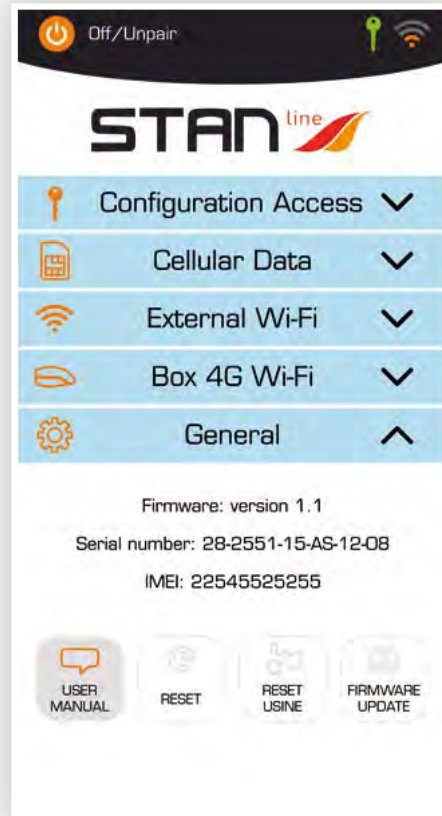 Off/Unpair
STAN line
Configuration Access
Cellular Data
External Wi-Fi
Box 4G Wi-Fi
General
Firmware: version 1.1
Serial number: 28-2551-15-AS-12-08
IMEI: 22545525255
USER MANUAL
RESET
RESET USINE
FIRMWARE UPDATE